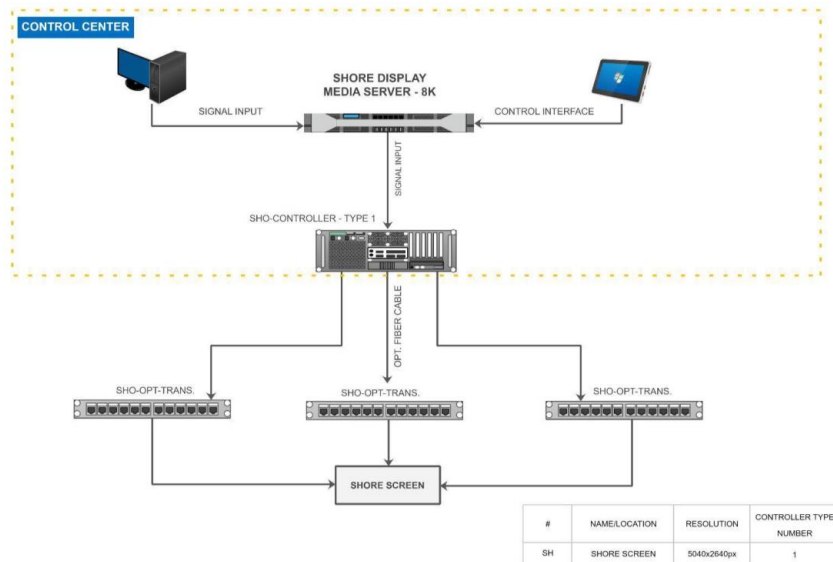 CONTROL CENTER
SHORE DISPLAY
MEDIA SERVER - 8K
SIGNAL INPUT
CONTROL INTERFACE
SIGNAL INPUT
SHO-CONTROLLER - TYPE 1
OPT. FIBER CABLE
SHO-OPT-TRANS.
SHO-OPT-TRANS.
SHO-OPT-TRANS.
SHORE SCREEN
# NAME/LOCATION RESOLUTION CONTROLLER TYPE
NUMBER
SH SHORE SCREEN 5040x2640px 1